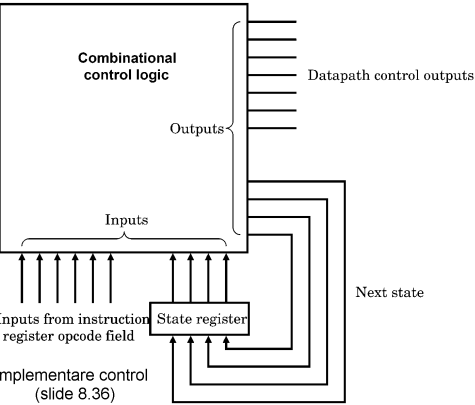 Combinational
control logic
Datapath control outputs
Outputs
Inputs
Next state
Inputs from instruction
register opcode field
State register
mplementare control
(slide 8.36)